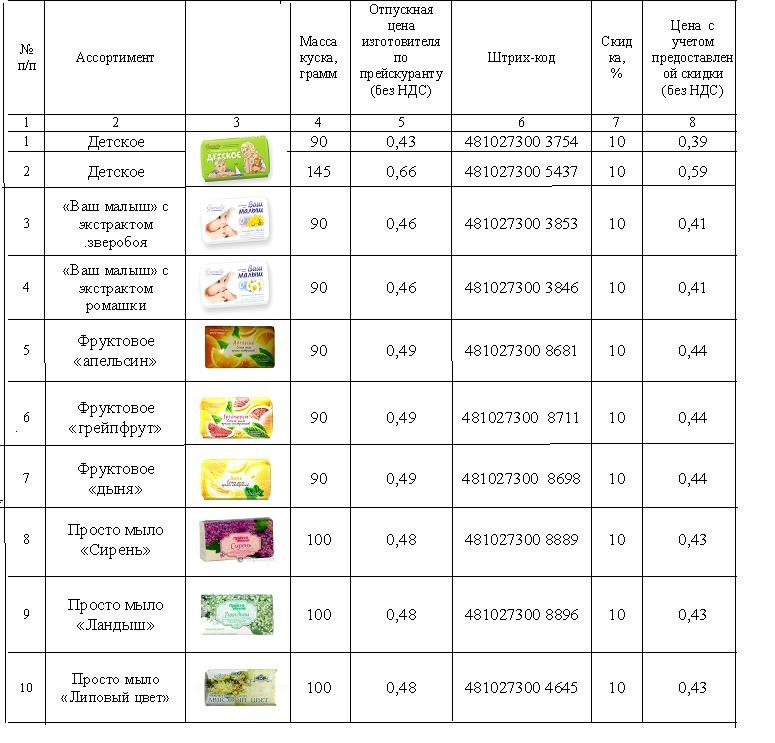 №
п/п
Ассортимент
Масса
куска,
грамм
Отпускная
цена
изготовителя
по
прейскуранту
(без НДС)
Штрих-код
Скид
ка,
%
Цена с
учетом
предоставлен
ой скидки
(без НДС)
1 2 3 4 5 6 7 8
1 Детское 90 0,43 481027300 3754 10 0,39
ДЕТСКОЕ
2 Детское 145 0,66 481027300 5437 10 0,59
3
«Ваш малыш» с
экстрактом
.зверобоя
Ваш
малыш
90 0,46 481027300 3853 10 0,41
4
«Ваш малыш» с
экстрактом
ромашки
Ваш
малыш
90 0,46 481027300 3846 10 0,41
5
Фруктовое
«апельсин»
90 0,49 481027300 8681 10 0,44
6
Фруктовое
«грейпфрут»
90 0,49 481027300 8711 10 0,44
7
Фруктовое
«дыня»
90 0,49 481027300 8698 10 0,44
8
Просто мыло
«Сирень»
Сирень
100 0,48 481027300 8889 10 0,43
9
Просто мыло
«Ландыш»
Ландыш
100 0,48 481027300 8896 10 0,43
10
Просто мыло
«Липовый цвет»
ЛИПОВЫЙ ЦВЕТ
100 0,48 481027300 4645 10 0,43